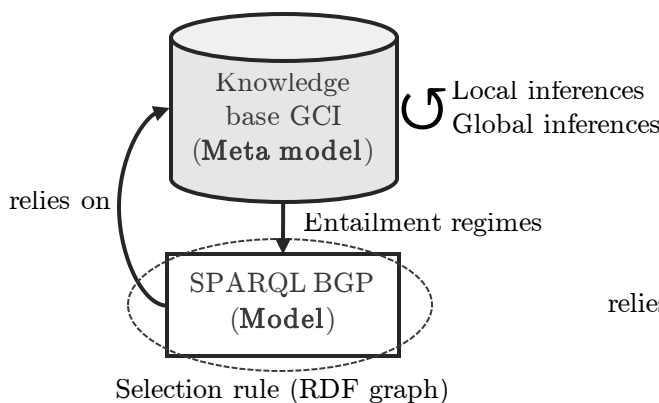 Knowledge
base GCI
(Meta model)
Local inferences
Global inferences
relies on
Entailment regimes
SPARQL BGP
(Model)
relies
Selection rule (RDF graph)